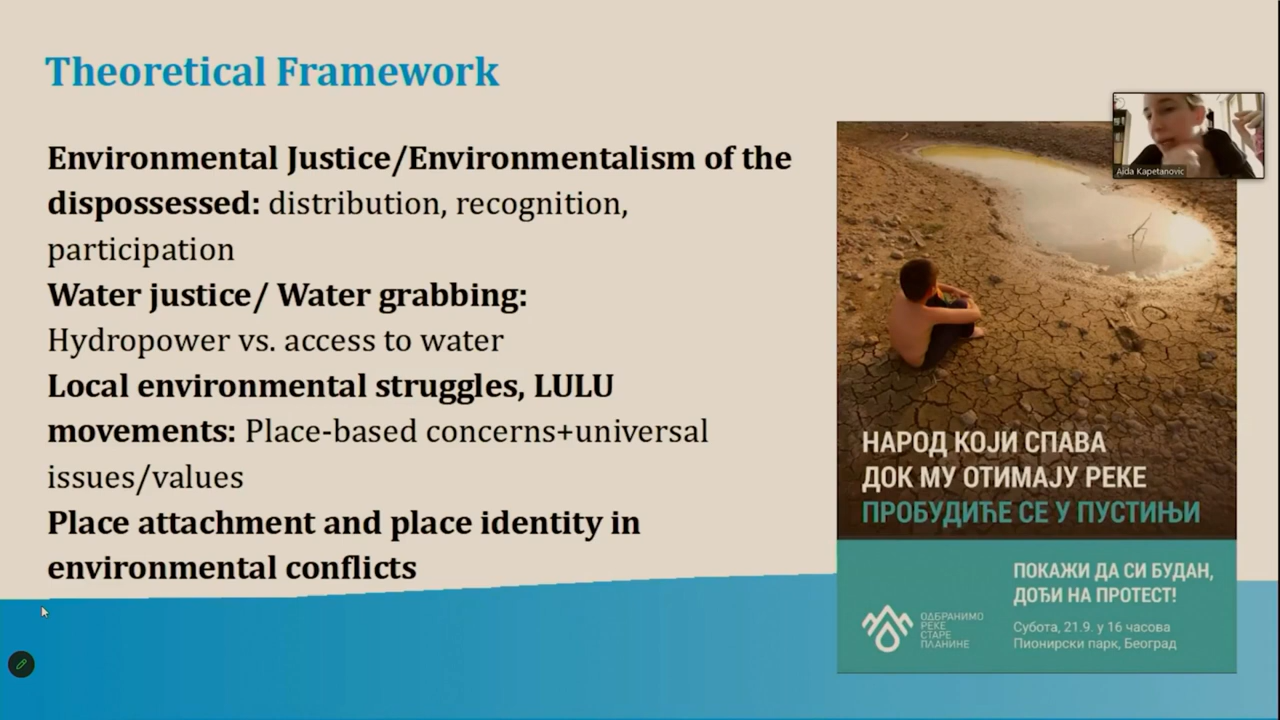 Theoretical Framework
Environmental Justice/Environmentalism of the
dispossessed: distribution, recognition,
participation
Water justice/ Water grabbing:
Hydropower vs. access to water
Local environmental struggles, LULU
movements: Place-based concerns+universal
issues/values
Place attachment and place identity in
environmental conflicts
Ajda Kapetanovic
НАРОД КОЈИ СПАВА
ДОК МУ ОТИМАЈУ РЕКЕ
ПРОБУДИЋЕ СЕ У ПУСТИЊИ
ПОКАЖИ ДА СИ БУДАН,
ДОЂИ НА ПРОТЕСТ!
Субота, 21.9. у 16 часова
Пионирски парк, Београд
ОДБРАНИМО
РЕКЕ
СТАРЕ
ПЛАНИНЕ